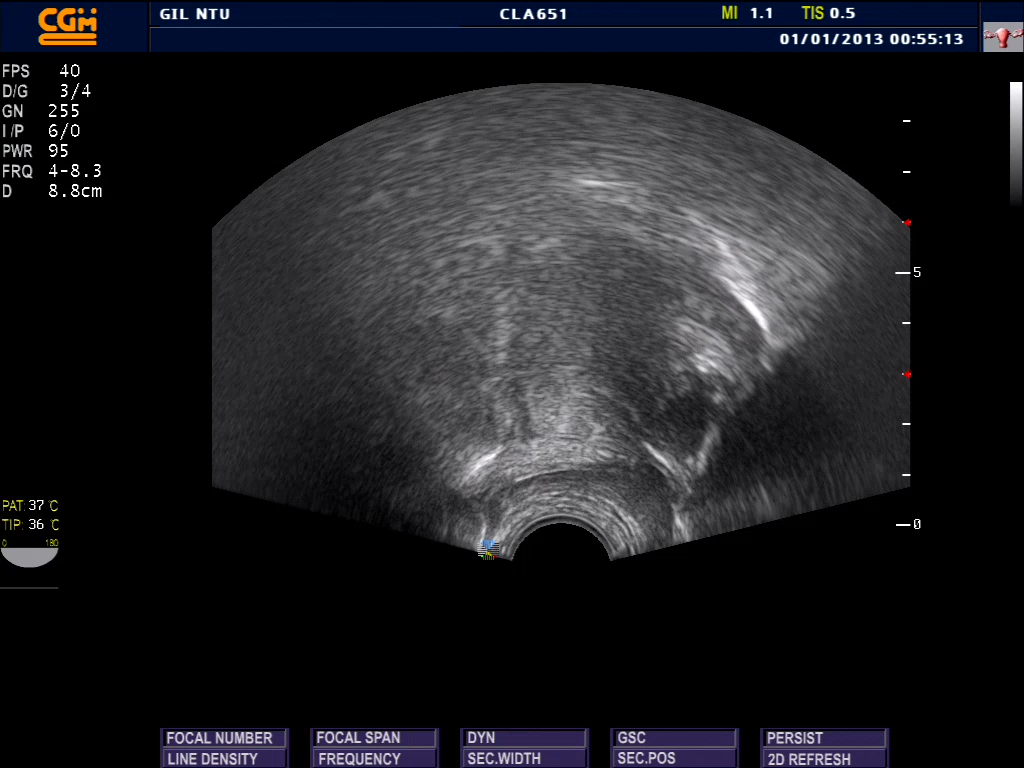 CGM
GIL NTU
CLA651
MI 1.1 TIS 0.5
01/01/2013 00:55:13
FPS 40
D/G 3/4
GN 255
I/P 6/0
PWR 95
FRQ 4-8.3
D 8.8cm
5
PAT: 37 °C
TIP: 36 °C
0 180
0
FOCAL NUMBER
FOCAL SPAN
DYN
GSC
PERSIST
LINE DENSITY
FREQUENCY
SEC.WIDTH
SEC.POS
2D REFRESH